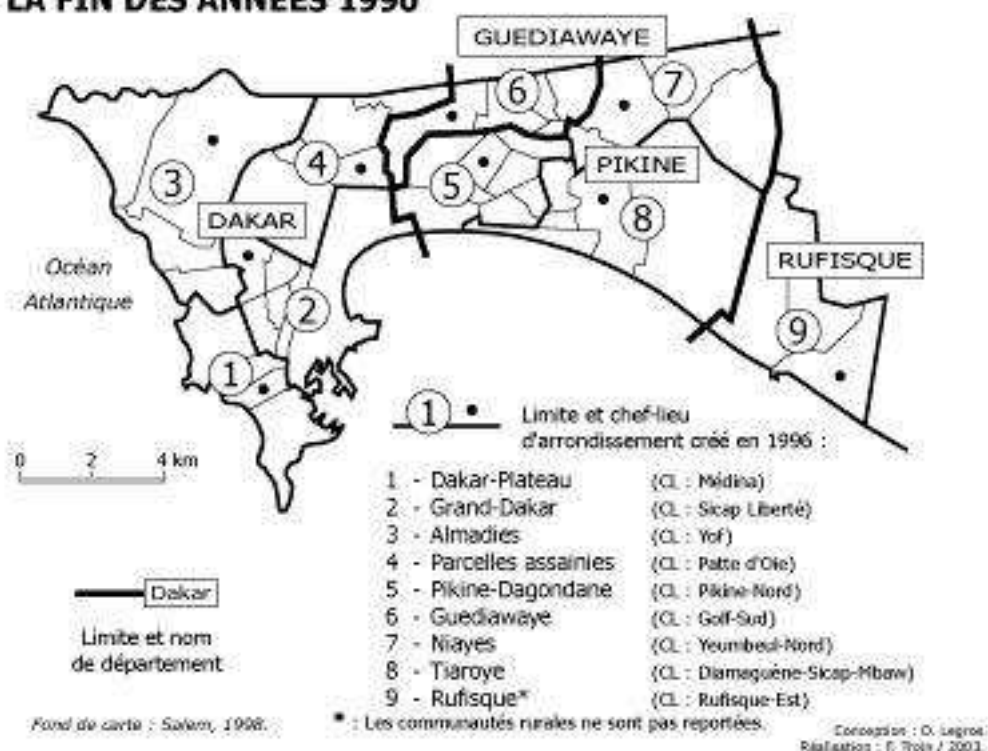 LA FIN DES ANNÉES 1990
GUEDIAWAYE
7
6
4
PIKINE
3
5
DAKAR
8
Océan
Atlantique
RUFISQUE
2
9
1
1
Limite et chef-lieu
d'arrondissement créé en 1996 :
0 2 4 km
1 - Dakar-Plateau (CL : Médina)
2 - Grand-Dakar (CL : Sicap Liberté)
3 - Almadies (CL : Yof)
4 - Parcelles assainies (CL : Patte d'Oie)
5 - Pikine-Dagondane (CL : Pikine-Nord)
6 - Guediawaye (CL : Golf-Sud)
7 - Niayes (CL : Yeumbeul-Nord)
8 - Tiaroye (CL : Diamaguène-Sicap-Mbaw)
9 - Rufisque* (CL : Rufisque-Est)
Dakar
Limite et nom
de département
Fond de carte : Salem, 1998.
* : Les communautés rurales ne sont pas reportées.
Conception : O. Legros
Réalisation : F. Troin / 2003.